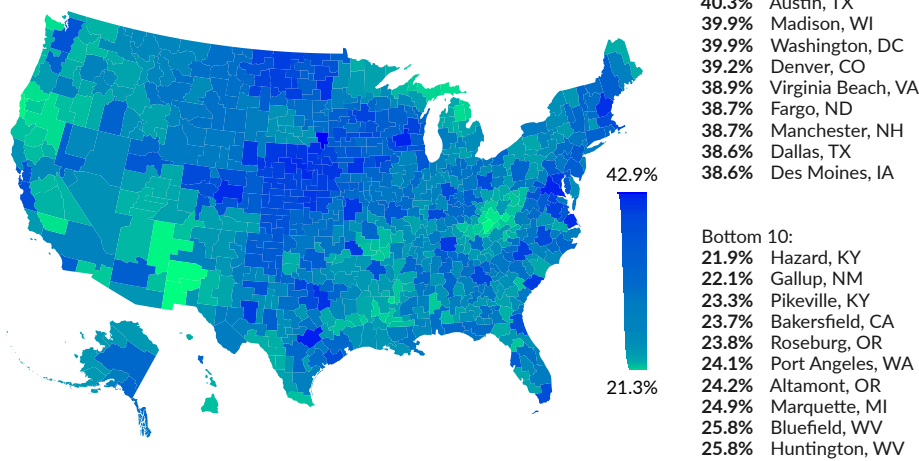 40.3% Austin, TX
39.9% Madison, WI
39.9% Washington, DC
39.2% Denver, CO
38.9% Virginia Beach, VA
38.7% Fargo, ND
38.7% Manchester, NH
38.6% Dallas, TX
38.6% Des Moines, IA
42.9%
21.3%
Bottom 10:
21.9% Hazard, KY
22.1% Gallup, NM
23.3% Pikeville, KY
23.7% Bakersfield, CA
23.8% Roseburg, OR
24.1% Port Angeles, WA
24.2% Altamont, OR
24.9% Marquette, MI
25.8% Bluefield, WV
25.8% Huntington, WV